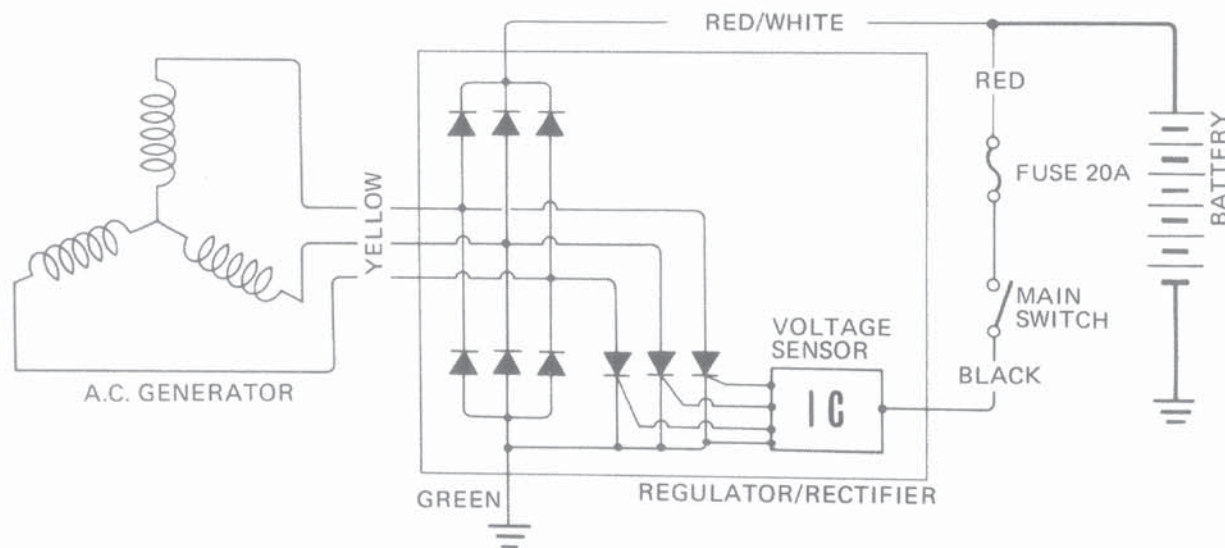 RED/WHITE
RED
FUSE 20A
BATTERY
YELLOW
MAIN
SWITCH
VOLTAGE
SENSOR
IC
BLACK
A.C. GENERATOR
GREEN
REGULATOR/RECTIFIER